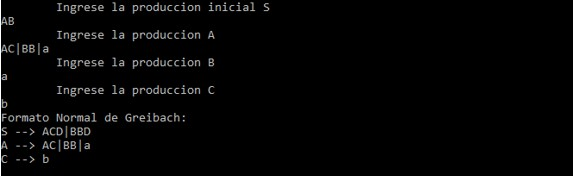 Ingrese la produccion inicial S
AB
Ingrese la produccion A
AC|BB|a
Ingrese la produccion B
a
Ingrese la produccion C
b
Formato Normal de Greibach:
S --> ACD|BBD
A --> AC|BB|a
C --> b